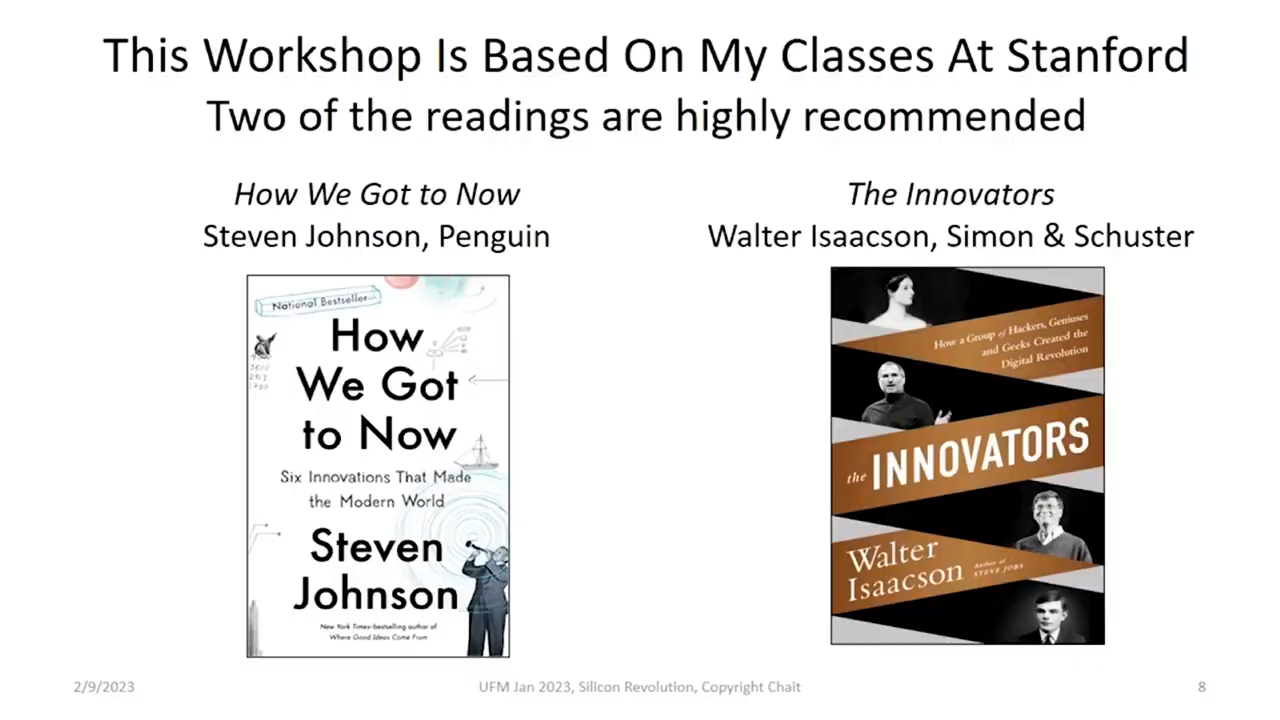 This Workshop Is Based On My Classes At Stanford
Two of the readings are highly recommended
How We Got to Now
Steven Johnson, Penguin
National Bestseller
How
We Got
to Now
Six Innovations That Made
the Modern World
Steven
Johnson
New York Times-bestselling author of
Where Good Ideas Come From
The Innovators
Walter Isaacson, Simon & Schuster
How a Group of Hackers, Geniuses
and Geeks Created the
Digital Revolution
the INNOVATORS
Walter
Isaacson
Author of
STEVE JOBS
2/9/2023
UFM Jan 2023, Silicon Revolution, Copyright Chait
8